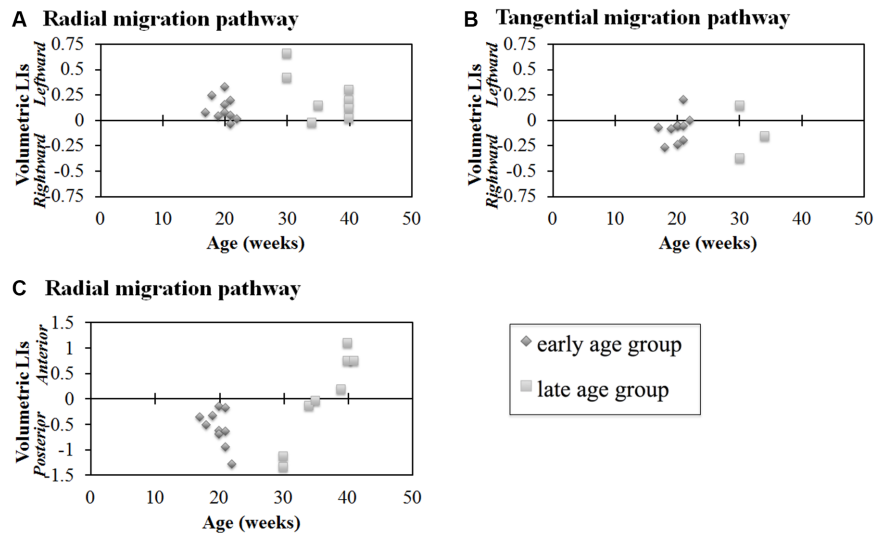 A Radial migration pathway
Volumetric LIs
Rightward Leftward
0.75
0.5
0.25
0
-0.25
-0.5
-0.75
0 10 20 30 40 50
Age (weeks)
B Tangential migration pathway
Volumetric LIs
Rightward Leftward
0.75
0.5
0.25
0
-0.25
-0.5
-0.75
0 10 20 30 40 50
Age (weeks)
C Radial migration pathway
Volumetric LIs
Posterior Anterior
1.5
1
0.5
0
-0.5
-1
-1.5
0 10 20 30 40 50
Age (weeks)
early age group
late age group